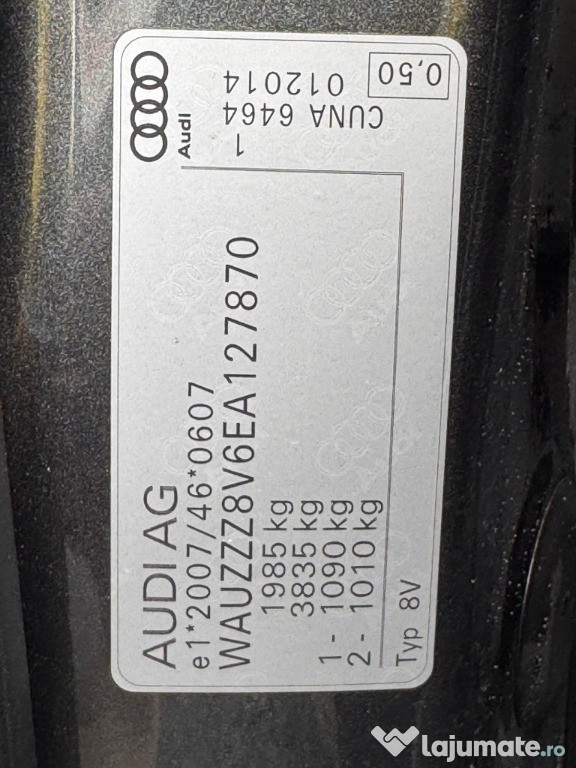 Audi
1
CUNA 6464
012014
0,50
AUDI AG
e1*2007/46*0607
WAUZZZ8V6EA127870
1985 kg
3835 kg
1 - 1090 kg
2 - 1010 kg
Typ 8V
lajumate.ro